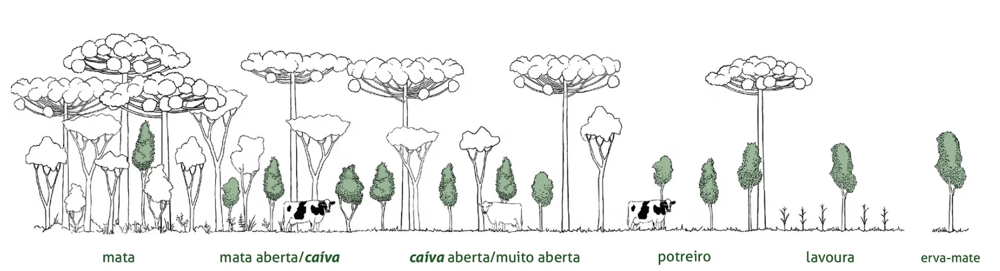 mata
mata aberta/caíva
caíva aberta/muito aberta
potreiro
lavoura
erva-mate